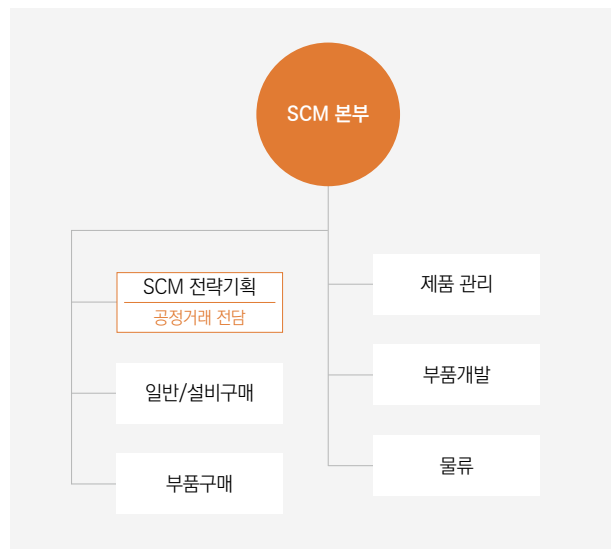 SCM 본부
SCM 전략기획
공정거래 전담
일반/설비구매
부품구매
제품 관리
부품개발
물류